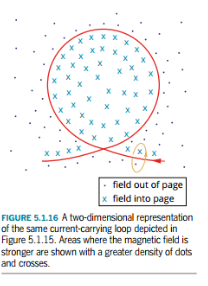 · field out of page
x field into page
FIGURE 5.1.16 A two-dimensional representation
of the same current-carrying loop depicted in
Figure 5.1.15. Areas where the magnetic field is
stronger are shown with a greater density of dots
and crosses.